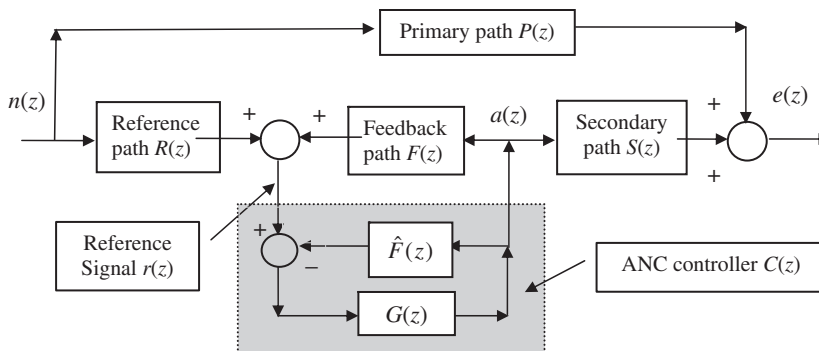 Primary path P(z)
n(z)
a(z)
e(z)
+
+
+
Reference
path R(z)
Feedback
path F(z)
Secondary
path S(z)
+
Reference
Signal r(z)
+
−
F̂(z)
ANC controller C(z)
G(z)